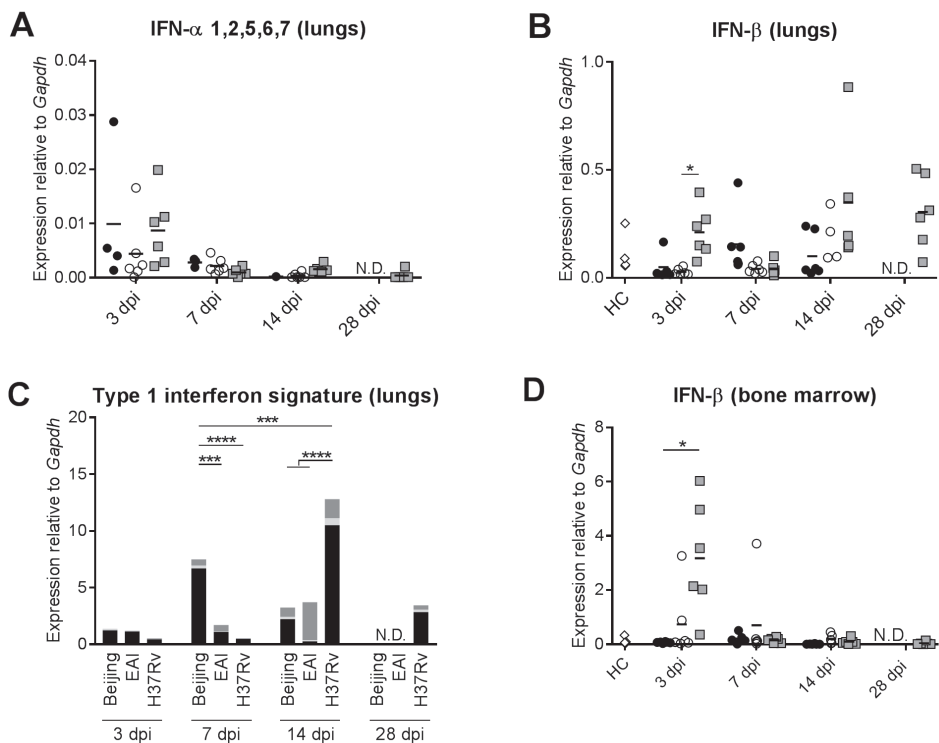 A
IFN-α 1,2,5,6,7 (lungs)
Expression relative to Gapdh
0.04
0.03
0.02
0.01
0.00
N.D.
3 dpi
7 dpi
14 dpi
28 dpi
B
IFN-β (lungs)
Expression relative to Gapdh
1.0
0.5
0.0
*
N.D.
HC
3 dpi
7 dpi
14 dpi
28 dpi
C
Type 1 interferon signature (lungs)
Expression relative to Gapdh
20
15
10
5
0
***
****
***
****
N.D.
Beijing
EAI
H37Rv
Beijing
EAI
H37Rv
Beijing
EAI
H37Rv
Beijing
EAI
H37Rv
3 dpi
7 dpi
14 dpi
28 dpi
D
IFN-β (bone marrow)
Expression relative to Gapdh
8
6
4
2
0
*
N.D.
HC
3 dpi
7 dpi
14 dpi
28 dpi